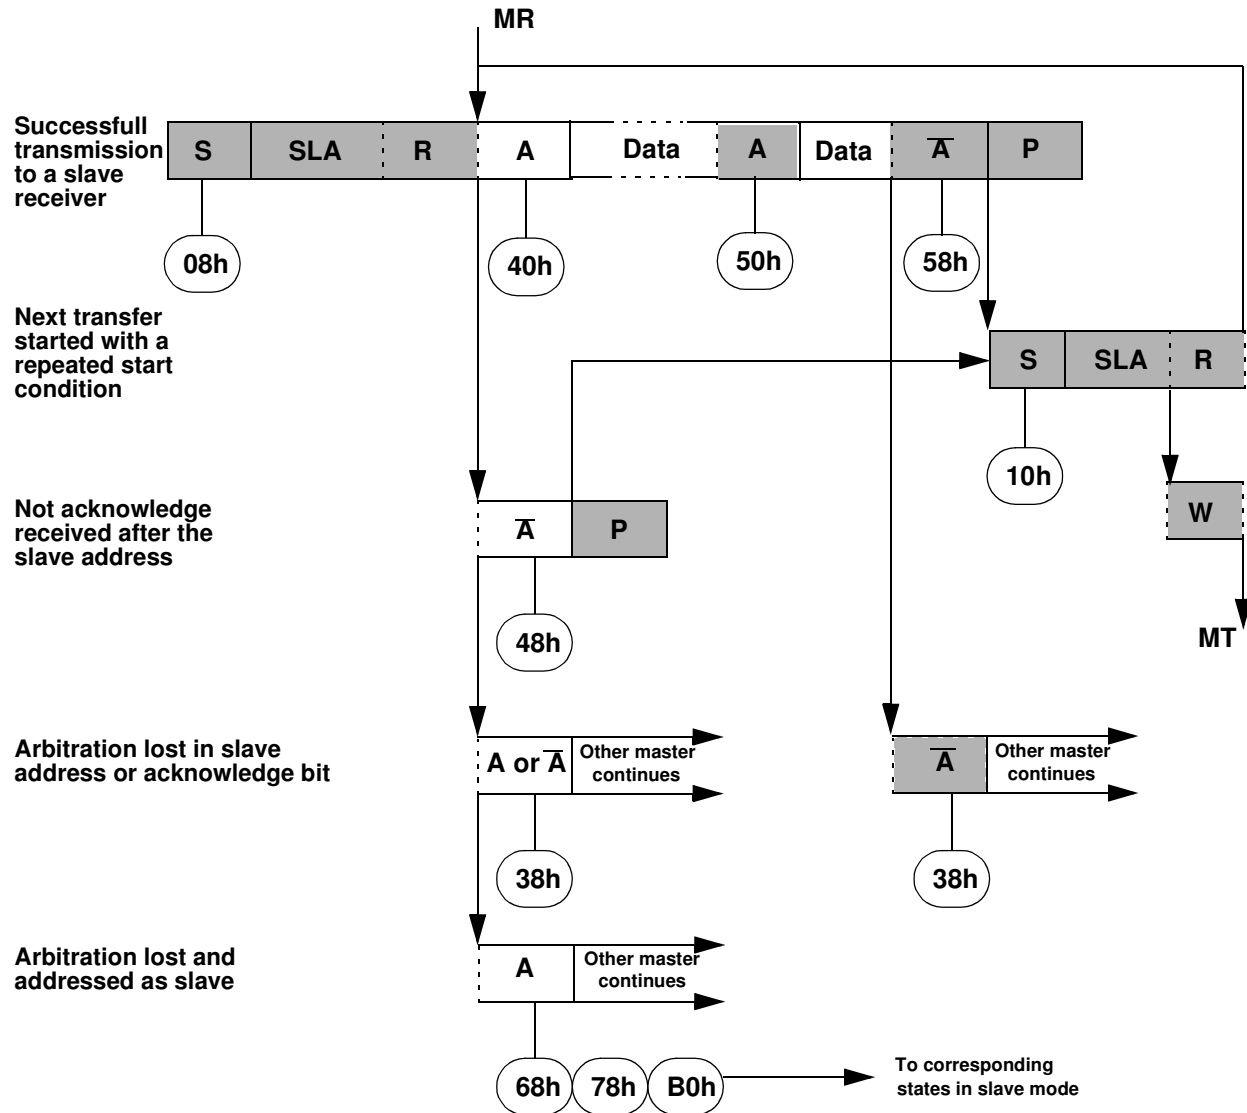 MR
Successfull
transmission
to a slave
receiver
S SLA R A Data A Data A̅ P
08h 40h 50h 58h
Next transfer
started with a
repeated start
condition
S SLA R
10h
W
MT
Not acknowledge
received after the
slave address
A̅ P
48h
Arbitration lost in slave
address or acknowledge bit
A or A̅
Other master
continues
A̅
Other master
continues
38h 38h
Arbitration lost and
addressed as slave
A
Other master
continues
68h 78h B0h
To corresponding
states in slave mode